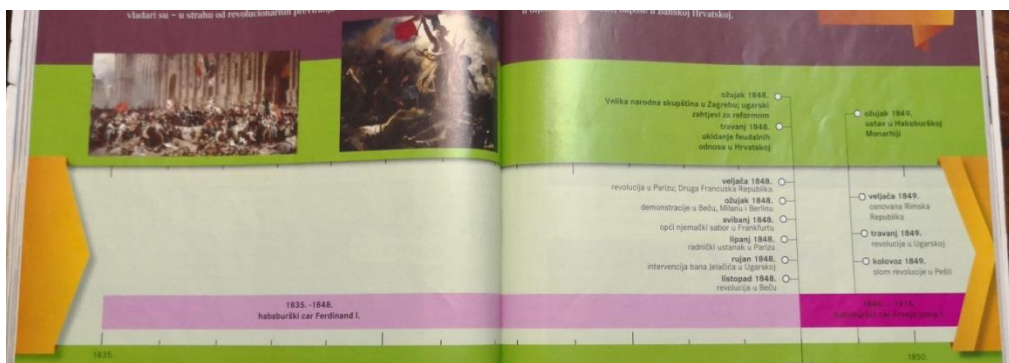 vladari su – u strahu od revolucionarnih previranja
u Banskoj Hrvatskoj.
ožujak 1848.
Velika narodna skupština u Zagrebu; ugarski
zahtjevi za reformom
travanj 1848.
ukidanje feudalnih
odnosa u Hrvatskoj
ožujak 1849.
ustav u Habsburškoj
Monarhiji
veljača 1848.
revolucija u Parizu; Druga Francuska Republika
ožujak 1848.
demonstracije u Beču, Milanu i Berlinu
svibanj 1848.
opći njemački sabor u Frankfurtu
lipanj 1848.
radnički ustanak u Parizu
rujan 1848.
intervencija bana Jelačića u Ugarskoj
listopad 1848.
revolucija u Beču
veljača 1849.
osnovana Rimska
Republika
travanj 1849.
revolucija u Ugarskoj
kolovoz 1849.
slom revolucije u Pešti
1835. -1848.
habsburški car Ferdinand I.
1848. - 1916.
habsburški car Franjo Josip I.
1835.
1850.